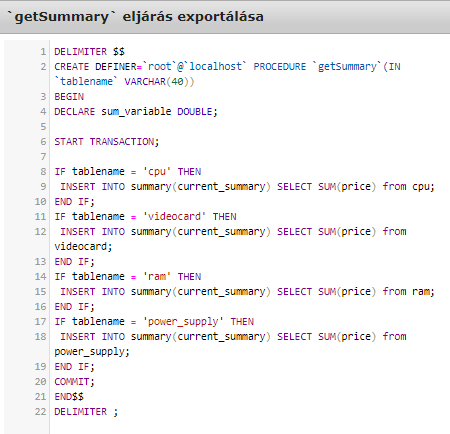 `getSummary` eljárás exportálása
1 DELIMITER $$
2 CREATE DEFINER=`root`@`localhost` PROCEDURE `getSummary`(IN
`tablename` VARCHAR(40))
3 BEGIN
4 DECLARE sum_variable DOUBLE;
5
6 START TRANSACTION;
7
8 IF tablename = 'cpu' THEN
9 INSERT INTO summary(current_summary) SELECT SUM(price) from cpu;
10 END IF;
11 IF tablename = 'videocard' THEN
12 INSERT INTO summary(current_summary) SELECT SUM(price) from
videocard;
13 END IF;
14 IF tablename = 'ram' THEN
15 INSERT INTO summary(current_summary) SELECT SUM(price) from ram;
16 END IF;
17 IF tablename = 'power_supply' THEN
18 INSERT INTO summary(current_summary) SELECT SUM(price) from
power_supply;
19 END IF;
20 COMMIT;
21 END$$
22 DELIMITER ;